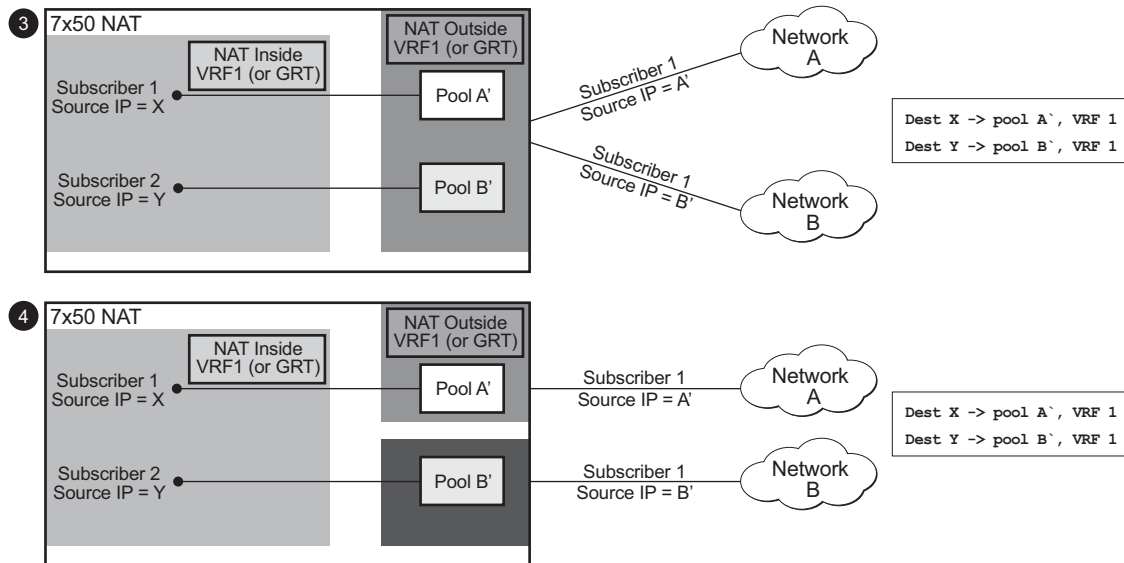 3
7x50 NAT
NAT Inside
VRF1 (or GRT)
NAT Outside
VRF1 (or GRT)
Subscriber 1
Source IP = X
Pool A'
Subscriber 2
Source IP = Y
Pool B'
Subscriber 1
Source IP = A'
Subscriber 1
Source IP = B'
Network
A
Network
B
Dest X -> pool A`, VRF 1
Dest Y -> pool B`, VRF 1
4
7x50 NAT
NAT Inside
VRF1 (or GRT)
NAT Outside
VRF1 (or GRT)
Subscriber 1
Source IP = X
Pool A'
Subscriber 2
Source IP = Y
Pool B'
Subscriber 1
Source IP = A'
Subscriber 1
Source IP = B'
Network
A
Network
B
Dest X -> pool A`, VRF 1
Dest Y -> pool B`, VRF 1